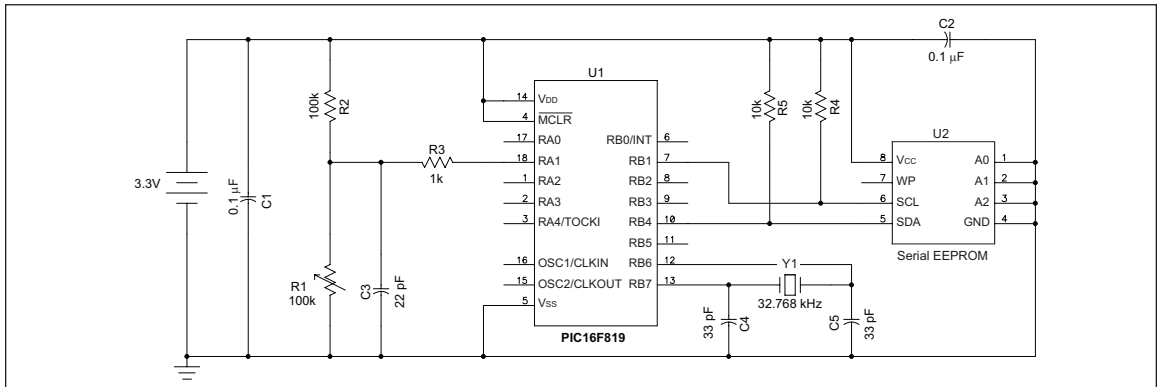 C2
0.1 µF
U1
100k
R2
14 VDD
4 MCLR
17 RA0
18 RA1
1 RA2
2 RA3
3 RA4/TOCKI
16 OSC1/CLKIN
15 OSC2/CLKOUT
5 VSS
RB0/INT 6
RB1 7
RB2 8
RB3 9
RB4 10
RB5 11
RB6 12
RB7 13
PIC16F819
R3
1k
10k
R5
10k
R4
U2
8 VCC
7 WP
6 SCL
5 SDA
A0 1
A1 2
A2 3
GND 4
Serial EEPROM
3.3V
0.1 µF
C1
R1
100k
C3
22 pF
Y1
32.768 kHz
33 pF
C4
C5
33 pF